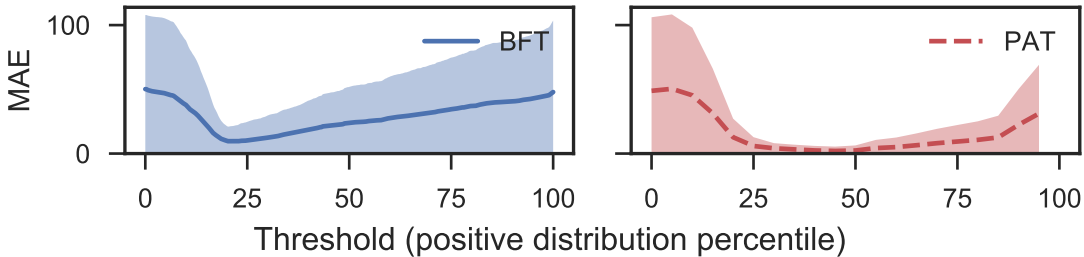 MAE
100
0
BFT
PAT
0 25 50 75 100
0 25 50 75 100
Threshold (positive distribution percentile)